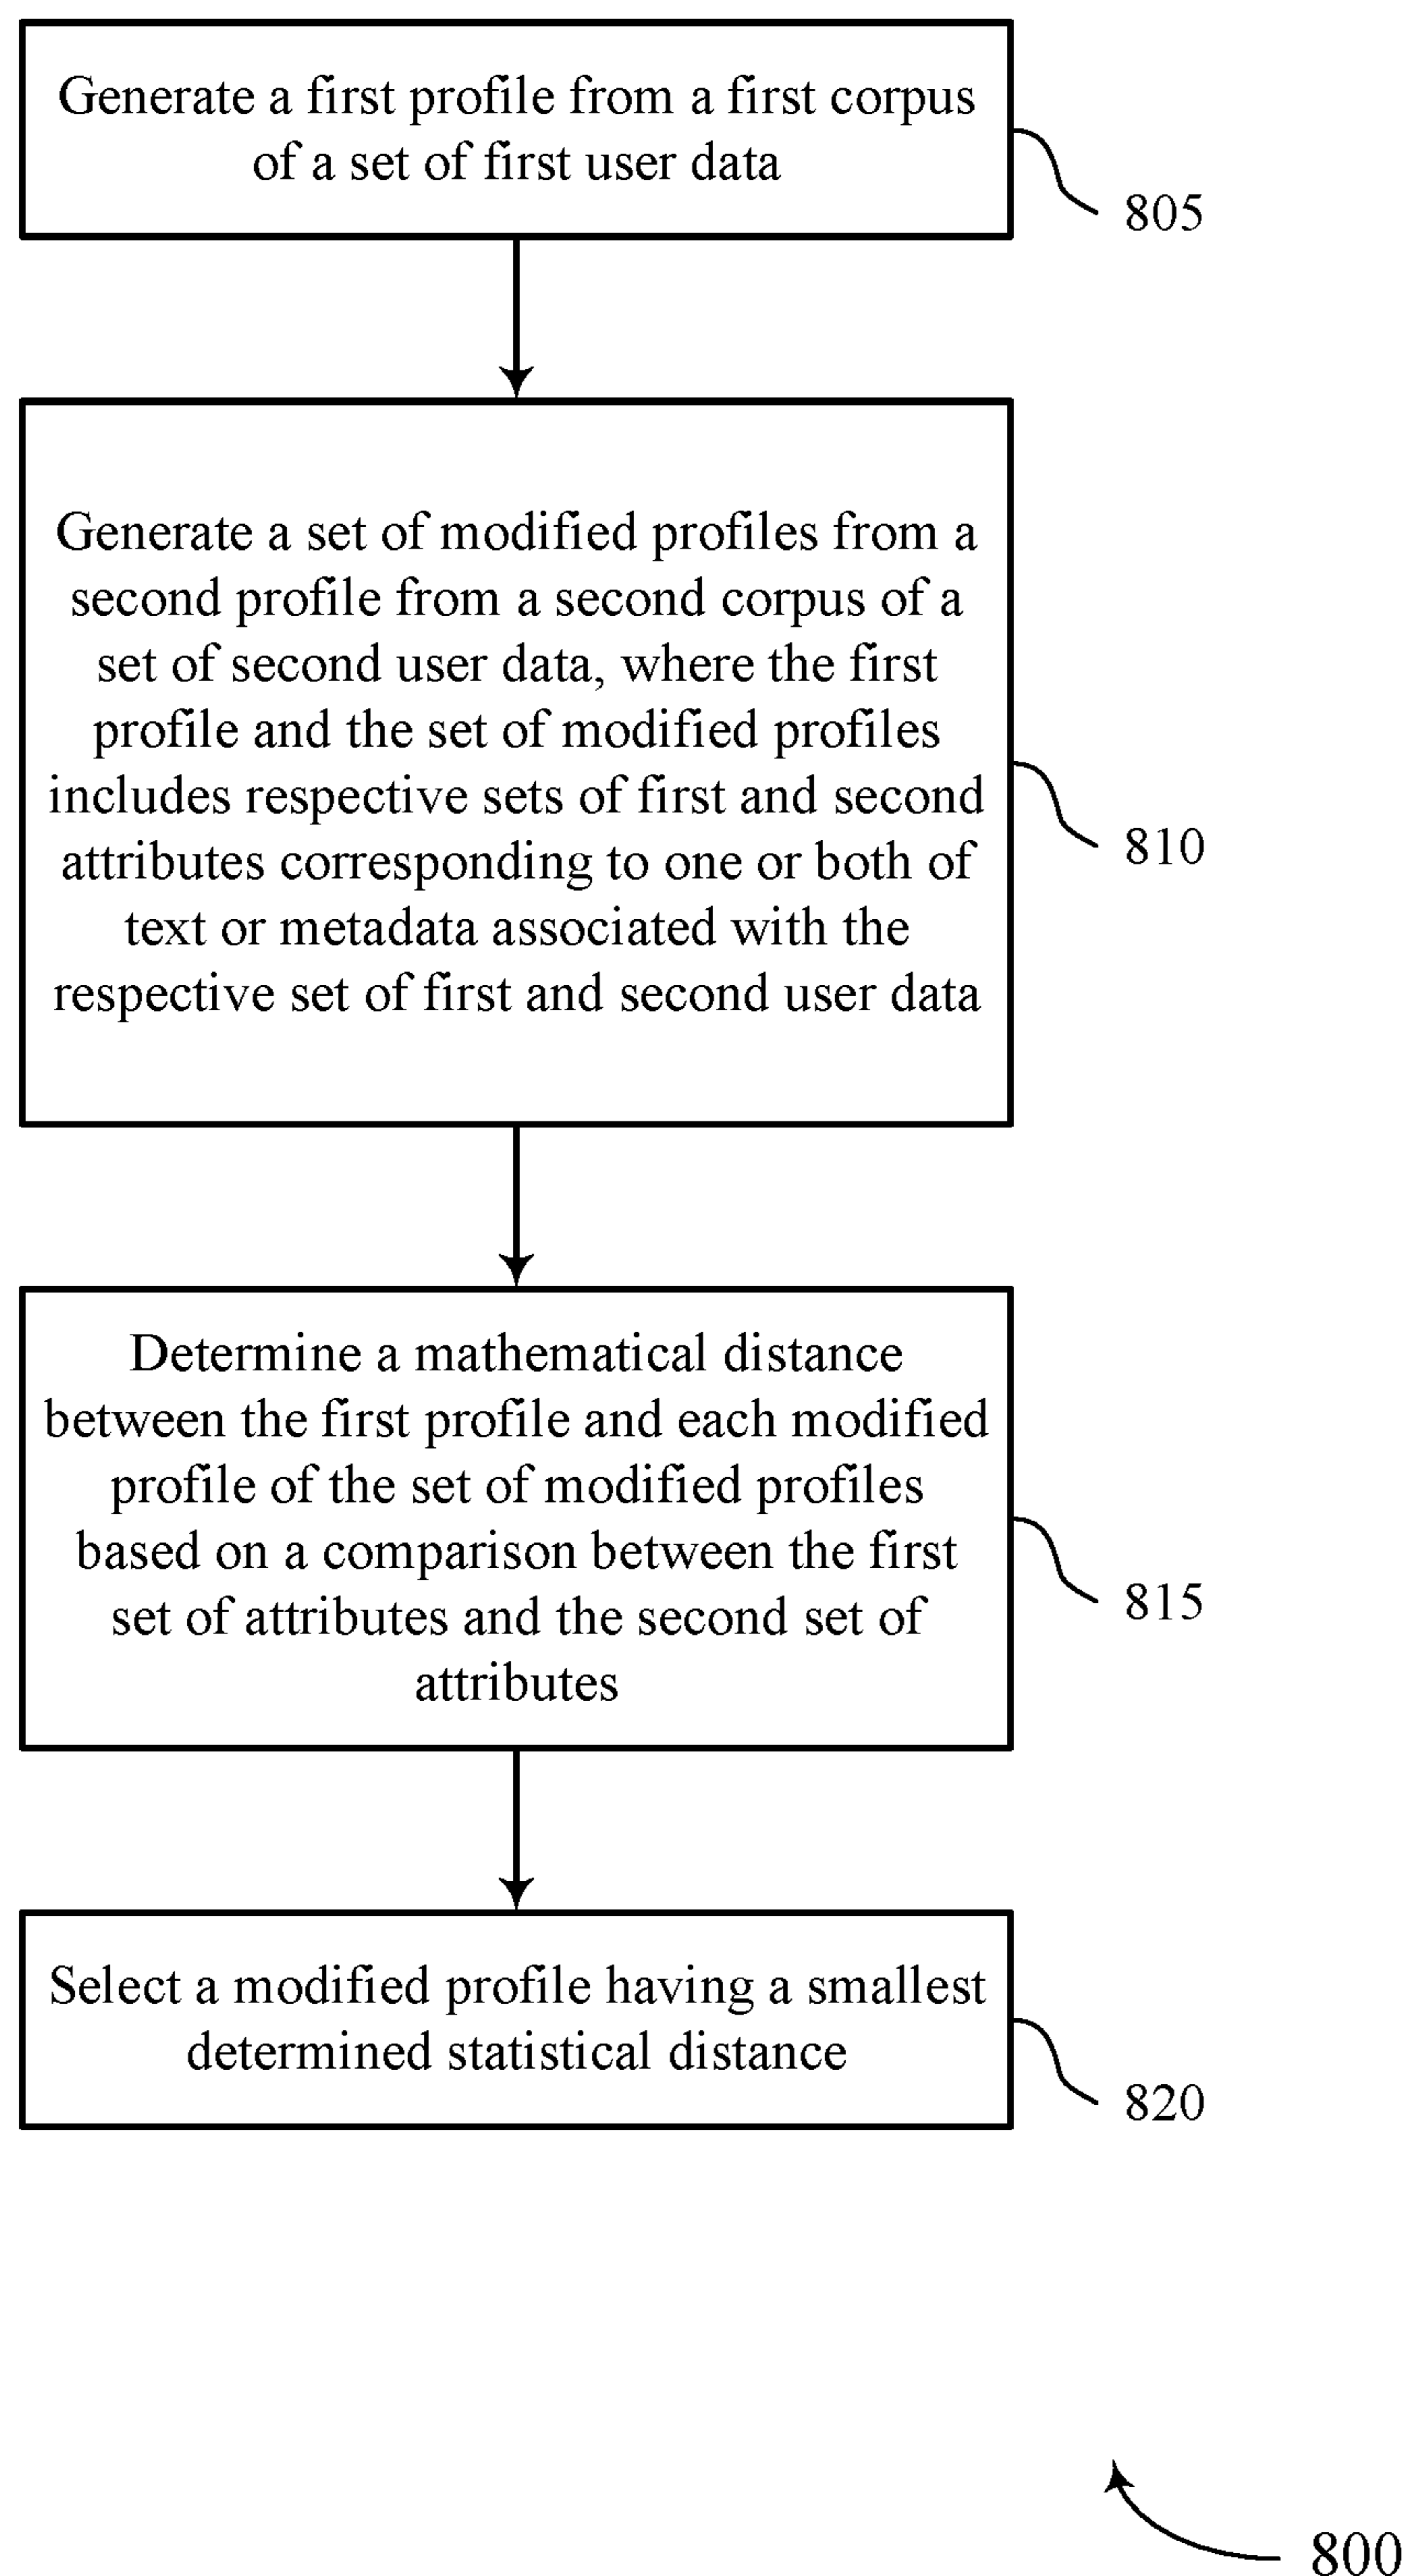 Generate a first profile from a first corpus
of a set of first user data
805
Generate a set of modified profiles from a
second profile from a second corpus of a
set of second user data, where the first
profile and the set of modified profiles
includes respective sets of first and second
attributes corresponding to one or both of
text or metadata associated with the
respective set of first and second user data
810
Determine a mathematical distance
between the first profile and each modified
profile of the set of modified profiles
based on a comparison between the first
set of attributes and the second set of
attributes
815
Select a modified profile having a smallest
determined statistical distance
820
800